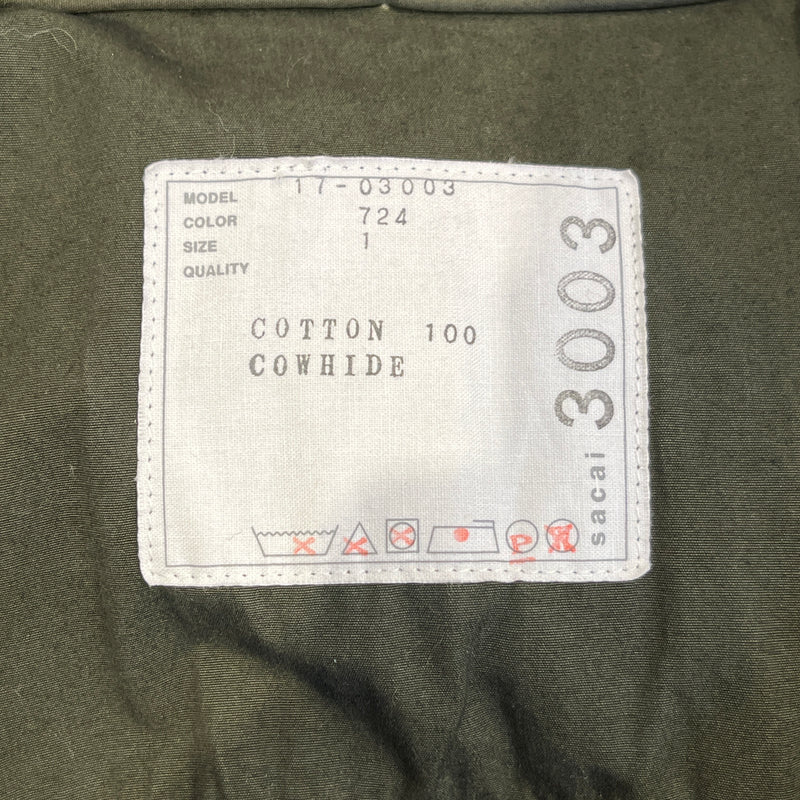 MODEL 17-03003
COLOR 724
SIZE 1
QUALITY
COTTON 100
COWHIDE
sacai 3003
P